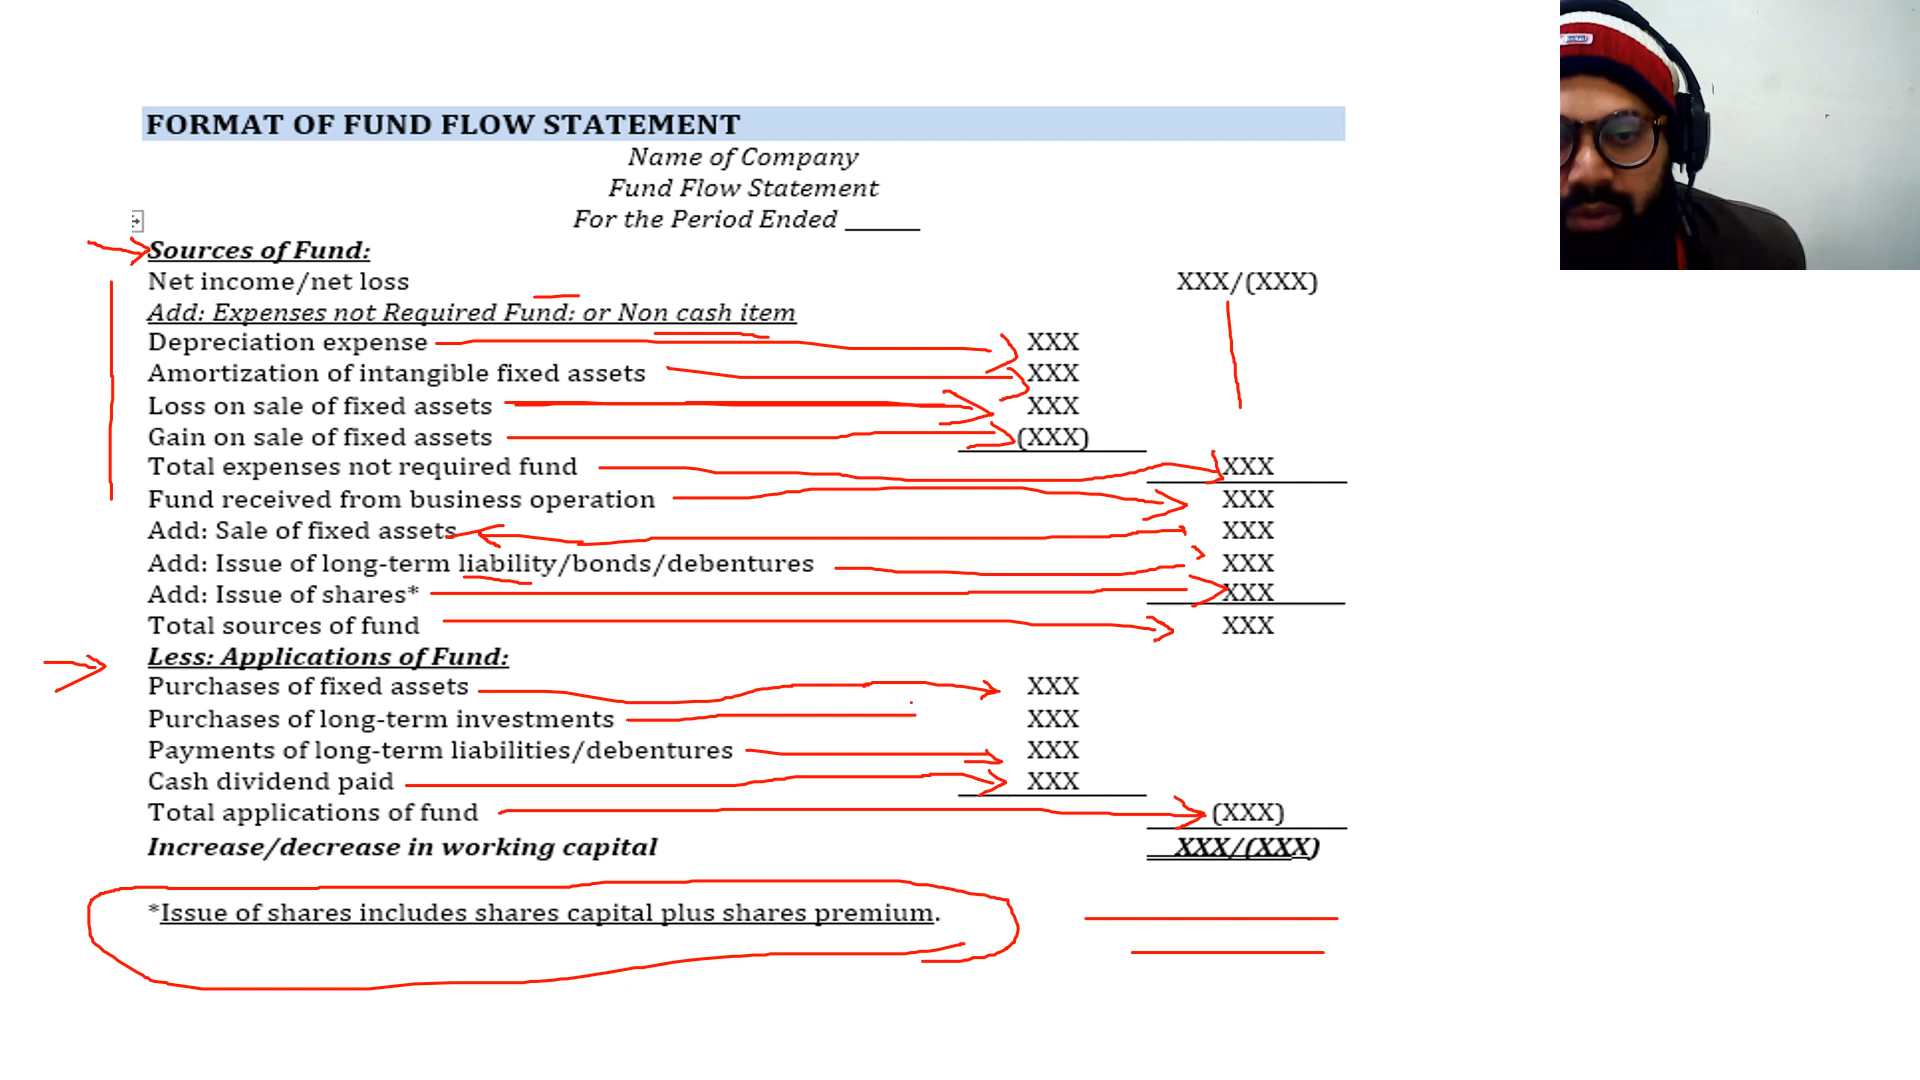 FORMAT OF FUND FLOW STATEMENT
Name of Company
Fund Flow Statement
For the Period Ended ______
Sources of Fund:
Net income/net loss XXX/(XXX)
Add: Expenses not Required Fund: or Non cash item
Depreciation expense XXX
Amortization of intangible fixed assets XXX
Loss on sale of fixed assets XXX
Gain on sale of fixed assets (XXX)
Total expenses not required fund XXX
Fund received from business operation XXX
Add: Sale of fixed assets XXX
Add: Issue of long-term liability/bonds/debentures XXX
Add: Issue of shares* XXX
Total sources of fund XXX
Less: Applications of Fund:
Purchases of fixed assets XXX
Purchases of long-term investments XXX
Payments of long-term liabilities/debentures XXX
Cash dividend paid XXX
Total applications of fund (XXX)
Increase/decrease in working capital XXX/(XXX)
*Issue of shares includes shares capital plus shares premium.